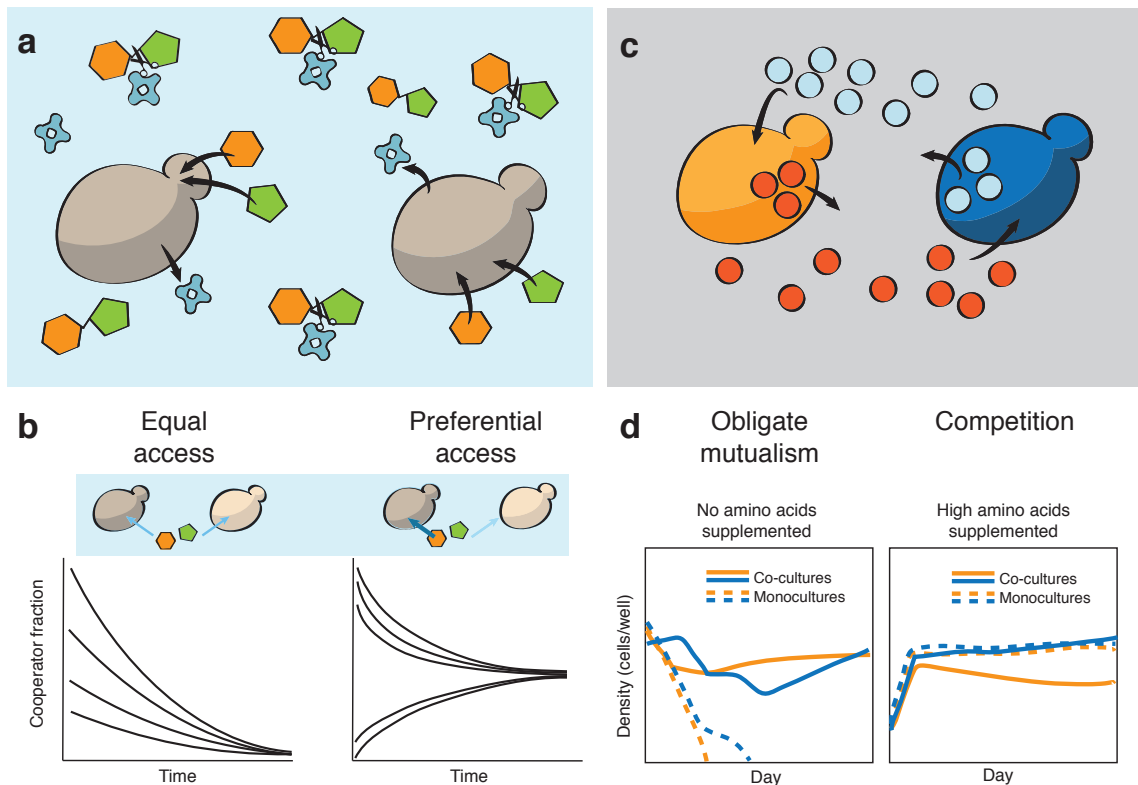 a
c
b
Equal
access
Preferential
access
Cooperator fraction
Time
Time
d
Obligate
mutualism
Competition
No amino acids
supplemented
High amino acids
supplemented
Co-cultures
Monocultures
Co-cultures
Monocultures
Density (cells/well)
Day
Day